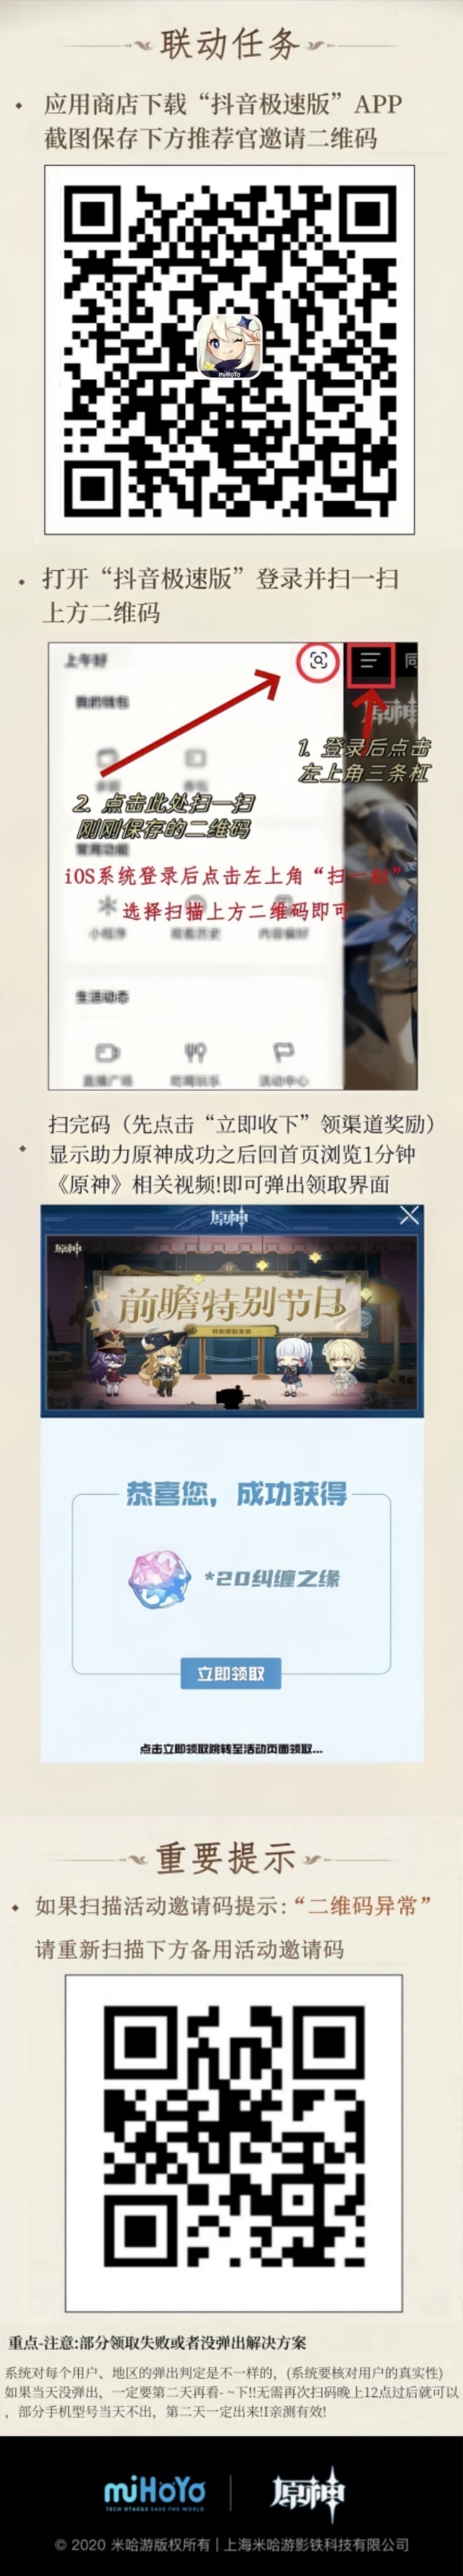 联动任务
应用商店下载“抖音极速版”APP
截图保存下方推荐官邀请二维码
miHoYo
打开“抖音极速版”登录并扫一扫
上方二维码
上午好
我的钱包
1. 登录后点击
左上角三条杠
2. 点击此处扫一扫
刚刚保存的二维码
常用功能
iOS系统登录后点击左上角“扫一扫”
选择扫描上方二维码即可
小程序 观看历史 内容偏好
生活动态
直播广场 吃喝玩乐 活动中心
扫完码（先点击“立即收下”领渠道奖励）
显示助力原神成功之后回首页浏览1分钟
《原神》相关视频!即可弹出领取界面
原神
原神
前瞻特别节目
恭喜您，成功获得
*20纠缠之缘
立即领取
点击立即领取跳转至活动页面领取...
重要提示
如果扫描活动邀请码提示：“二维码异常”
请重新扫描下方备用活动邀请码
重点-注意:部分领取失败或者没弹出解决方案
系统对每个用户、地区的弹出判定是不一样的，(系统要核对用户的真实性)
如果当天没弹出，一定要第二天再看- ~下!!无需再次扫码晚上12点过后就可以
，部分手机型号当天不出，第二天一定出来!I亲测有效!
miHoYo 原神
TECH OTAKUS SAVE THE WORLD
© 2020 米哈游版权所有 | 上海米哈游影铁科技有限公司